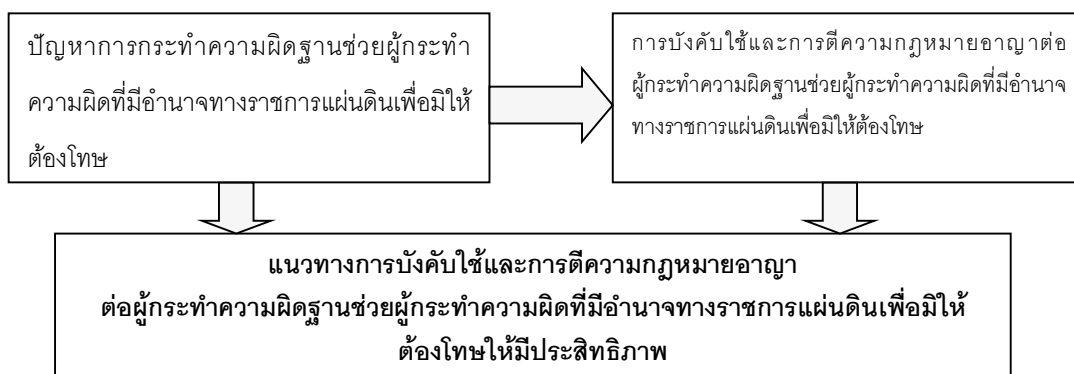 ปัญหาการกระทำความผิดฐานช่วยผู้กระทำ
ความผิดที่มีอำนาจทางราชการแผ่นดินเพื่อมิให้
ต้องโทษ
การบังคับใช้และการตีความกฎหมายอาญาต่อ
ผู้กระทำความผิดฐานช่วยผู้กระทำความผิดที่มีอำนาจ
ทางราชการแผ่นดินเพื่อมิให้ต้องโทษ
แนวทางการบังคับใช้และการตีความกฎหมายอาญา
ต่อผู้กระทำความผิดฐานช่วยผู้กระทำความผิดที่มีอำนาจทางราชการแผ่นดินเพื่อมิให้
ต้องโทษให้มีประสิทธิภาพ